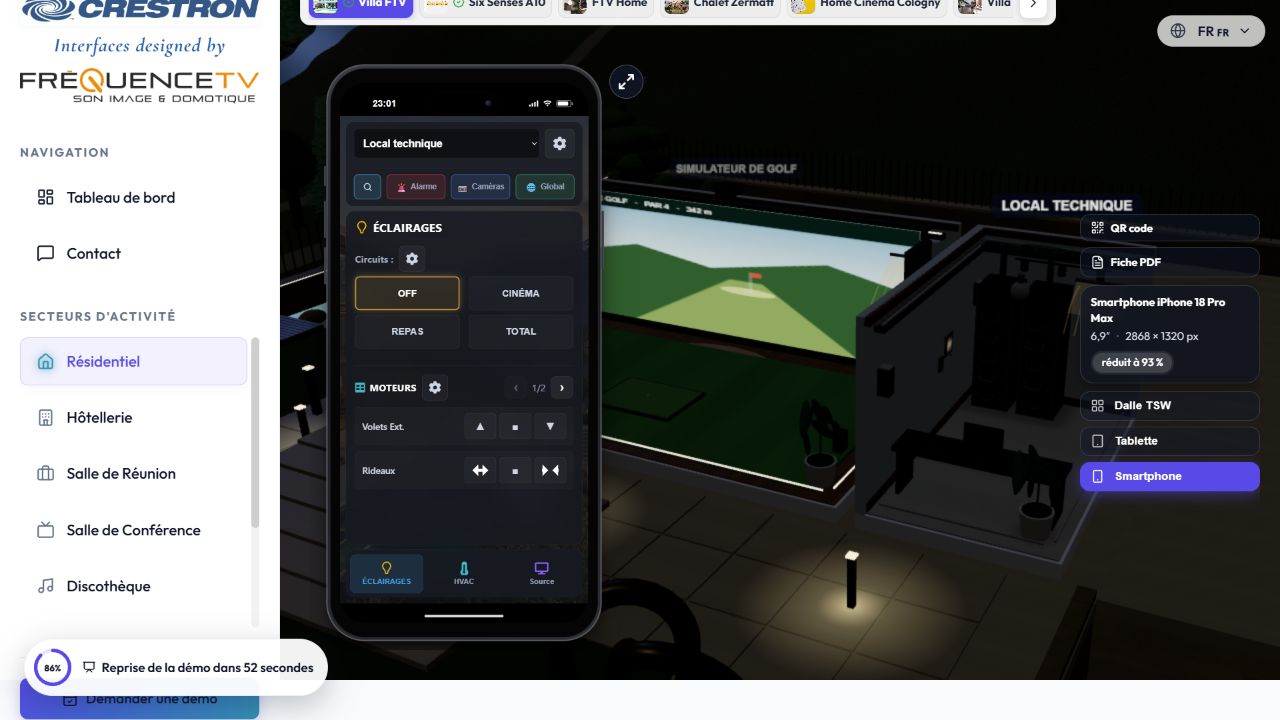 CRESTRON
Interfaces designed by
FRÉQUENCETV
SON IMAGE & DOMOTIQUE
NAVIGATION
Tableau de bord
Contact
SECTEURS D'ACTIVITÉ
Résidentiel
Hôtellerie
Salle de Réunion
Salle de Conférence
Discothèque
86%
Reprise de la démo dans 52 secondes
Demander une démo
Villa FTV
Six Senses A10
FTV Home
Chalet Zermatt
Home Cinema Cologny
Villa
FR FR
23:01
Local technique
Alarme
Caméras
Global
ÉCLAIRAGES
Circuits :
OFF
CINÉMA
REPAS
TOTAL
MOTEURS
1/2
Volets Ext.
Rideaux
ÉCLAIRAGES
HVAC
Source
SIMULATEUR DE GOLF
GOLF - PAR 4 - 342 m
LOCAL TECHNIQUE
QR code
Fiche PDF
Smartphone iPhone 18 Pro
Max
6,9" · 2868 × 1320 px
réduit à 93 %
Dalle TSW
Tablette
Smartphone